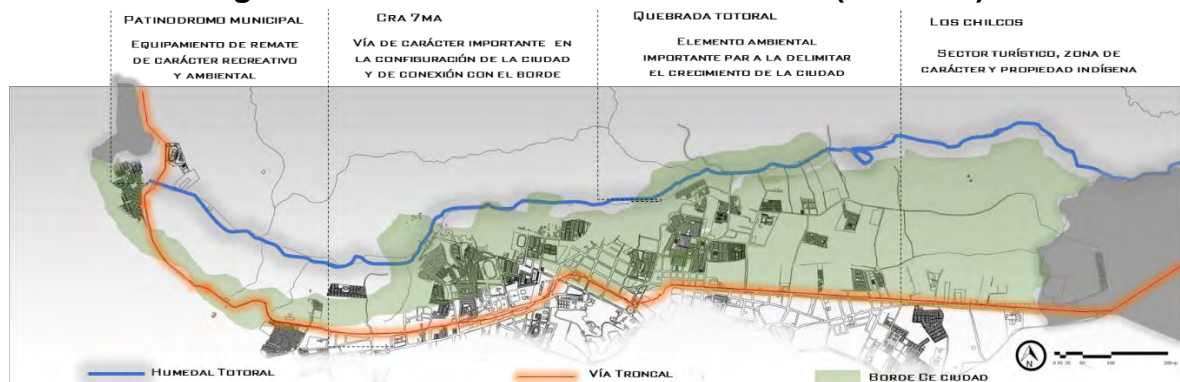 PATINODROMO MUNICIPAL
EQUIPAMIENTO DE REMATE
DE CARÁCTER RECREATIVO
Y AMBIENTAL
CRA 7MA
VÍA DE CARÁCTER IMPORTANTE EN
LA CONFIGURACIÓN DE LA CIUDAD
Y DE CONEXIÓN CON EL BORDE
QUEBRADA TOTORAL
ELEMENTO AMBIENTAL
IMPORTANTE PAR A LA DELIMITAR
EL CRECIMIENTO DE LA CIUDAD
LOS CHILCOS
SECTOR TURÍSTICO, ZONA DE
CARÁCTER Y PROPIEDAD INDÍGENA
HUMEDAL TOTORAL
VÍA TRONCAL
BORDE CE CIUDAD
N